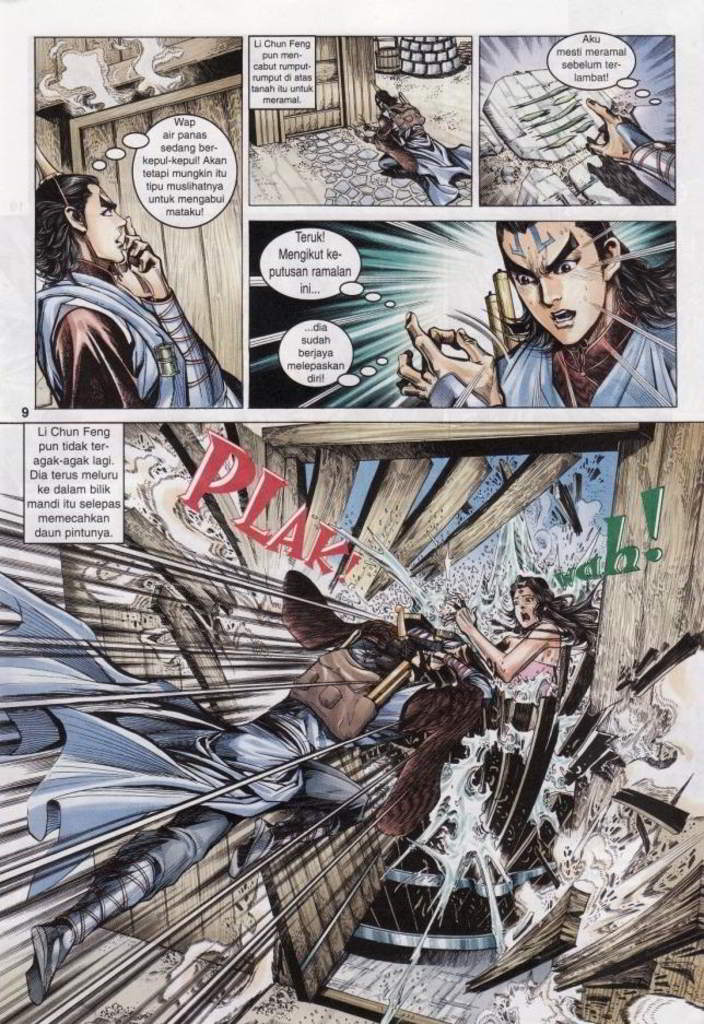 Wap
air panas
sedang ber-
kepul-kepul! Akan
tetapi mungkin itu
tipu muslihatnya
untuk mengabui
mataku!
Li Chun Feng
pun men-
cabut rumput-
rumput di atas
tanah itu untuk
meramal.
Aku
mesti meramal
sebelum ter-
lambat!
Teruk!
Mengikut ke-
putusan ramalan
ini...
...dia
sudah
berjaya
melepaskan
diri!
9
Li Chun Feng
pun tidak ter-
agak-agak lagi.
Dia terus meluru
ke dalam bilik
mandi itu selepas
memecahkan
daun pintunya.
PLAK!
wah!